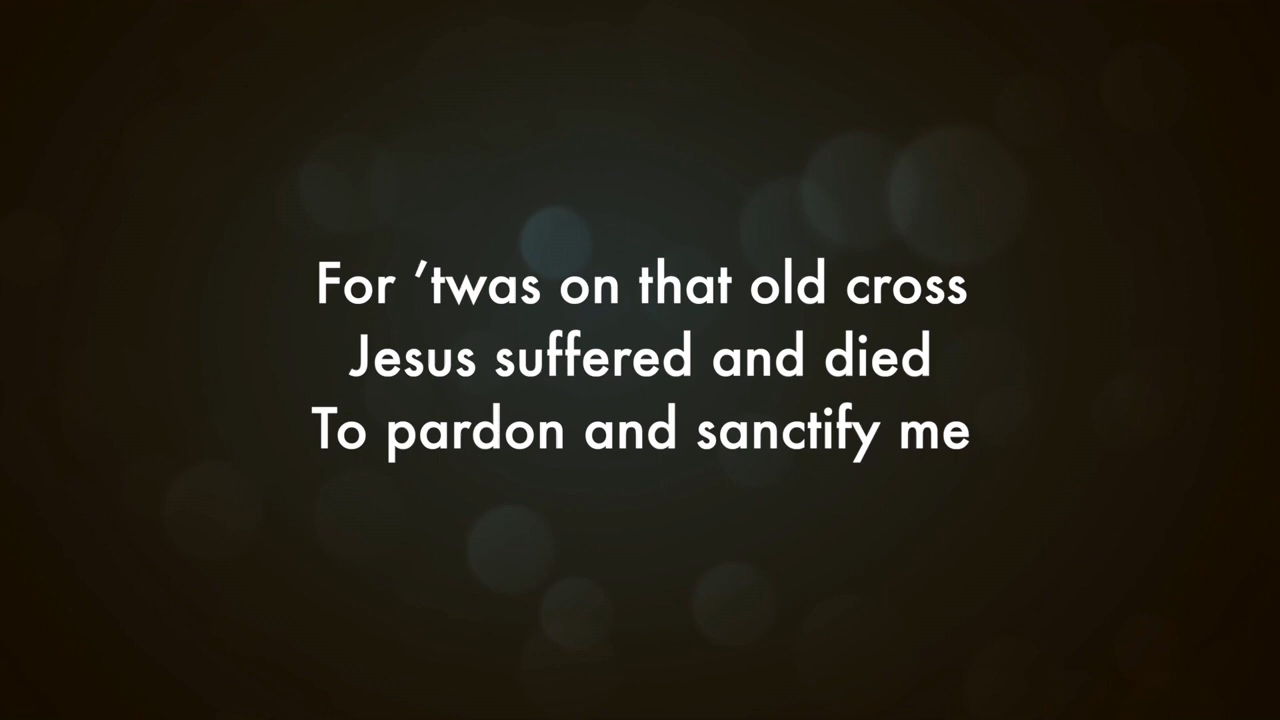 For ’twas on that old cross
Jesus suffered and died
To pardon and sanctify me